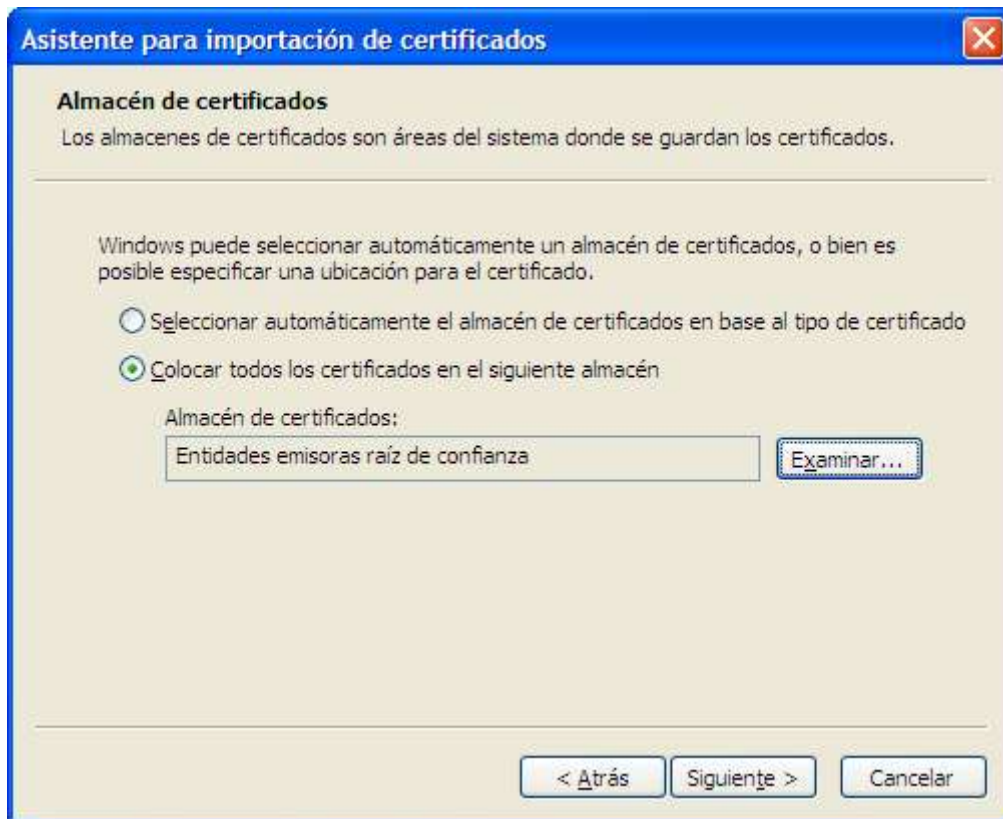 Asistente para importación de certificados
Almacén de certificados
Los almacenes de certificados son áreas del sistema donde se guardan los certificados.
Windows puede seleccionar automáticamente un almacén de certificados, o bien es
posible especificar una ubicación para el certificado.
Seleccionar automáticamente el almacén de certificados en base al tipo de certificado
Colocar todos los certificados en el siguiente almacén
Almacén de certificados:
Entidades emisoras raíz de confianza
Examinar...
< Atrás
Siguiente >
Cancelar